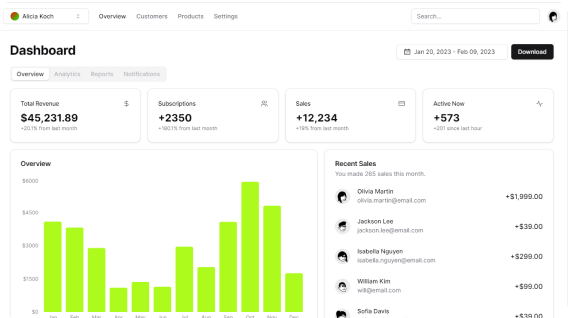 Alicia Koch
Overview Customers Products Settings
Search...
Dashboard
Jan 20, 2023 - Feb 09, 2023
Download
Overview Analytics Reports Notifications
Total Revenue
$
$45,231.89
+20.1% from last month
Subscriptions
+2350
+180.1% from last month
Sales
+12,234
+19% from last month
Active Now
+573
+201 since last hour
Overview
$6000
$4500
$3000
$1500
$0
Jan Feb Mar Apr May Jun Jul Aug Sep Oct Nov Dec
Recent Sales
You made 265 sales this month.
Olivia Martin
olivia.martin@email.com
+$1,999.00
Jackson Lee
jackson.lee@email.com
+$39.00
Isabella Nguyen
isabella.nguyen@email.com
+$299.00
William Kim
will@email.com
+$99.00
Sofia Davis
+$39.00